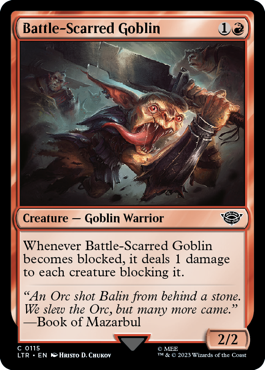 Battle-Scarred Goblin 1
Creature — Goblin Warrior
Whenever Battle-Scarred Goblin
becomes blocked, it deals 1 damage
to each creature blocking it.
“An Orc shot Balin from behind a stone.
We slew the Orc, but many more came.”
—Book of Mazarbul
2/2
C 0115
LTR • EN HRISTO D. CHUKOV
© MEE
™ & © 2023 Wizards of the Coast